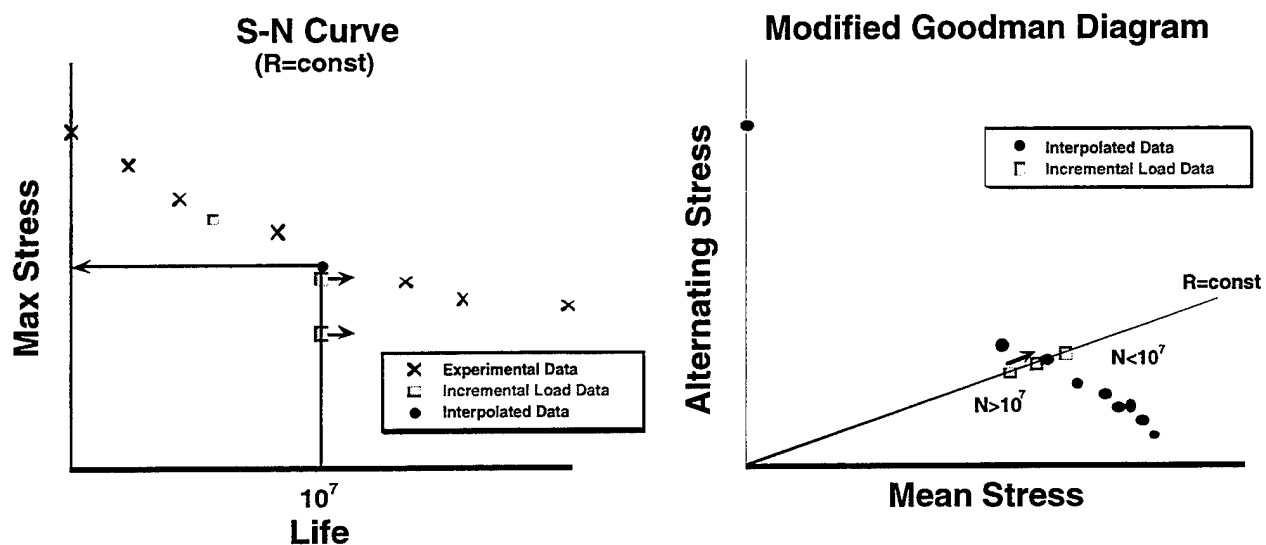 S-N Curve
(R=const)
Max Stress
Experimental Data
Incremental Load Data
Interpolated Data
10⁷
Life
Modified Goodman Diagram
Alternating Stress
Interpolated Data
Incremental Load Data
R=const
N<10⁷
N>10⁷
Mean Stress